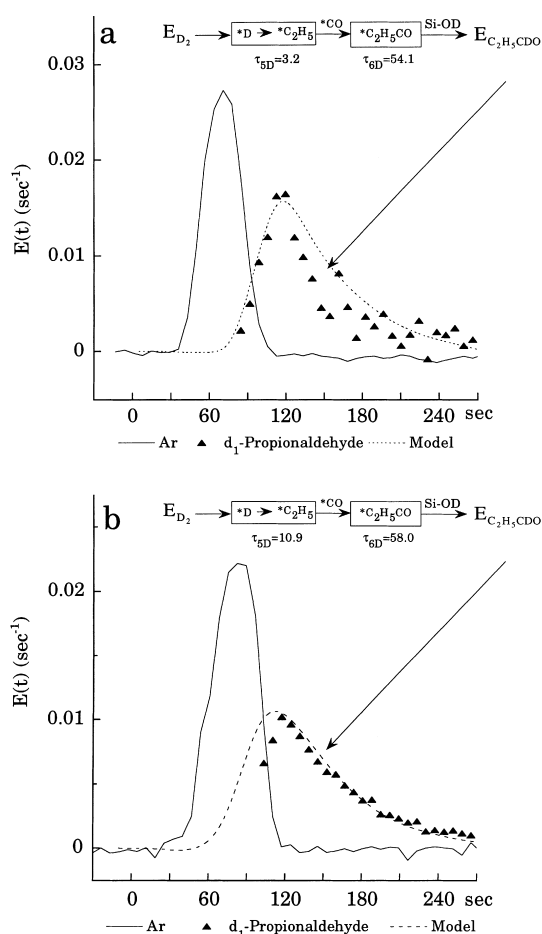 a
E_D₂ *D *C₂H₅ *CO *C₂H₅CO Si-OD E_C₂H₅CDO
τ₅D=3.2 τ₆D=54.1
E(t) (sec⁻¹)
0.03
0.02
0.01
0
0 60 120 180 240 sec
Ar d₁-Propionaldehyde Model
b
E_D₂ *D *C₂H₅ *CO *C₂H₅CO Si-OD E_C₂H₅CDO
τ₅D=10.9 τ₆D=58.0
E(t) (sec⁻¹)
0.02
0.01
0
0 60 120 180 240 sec
Ar d₁-Propionaldehyde Model